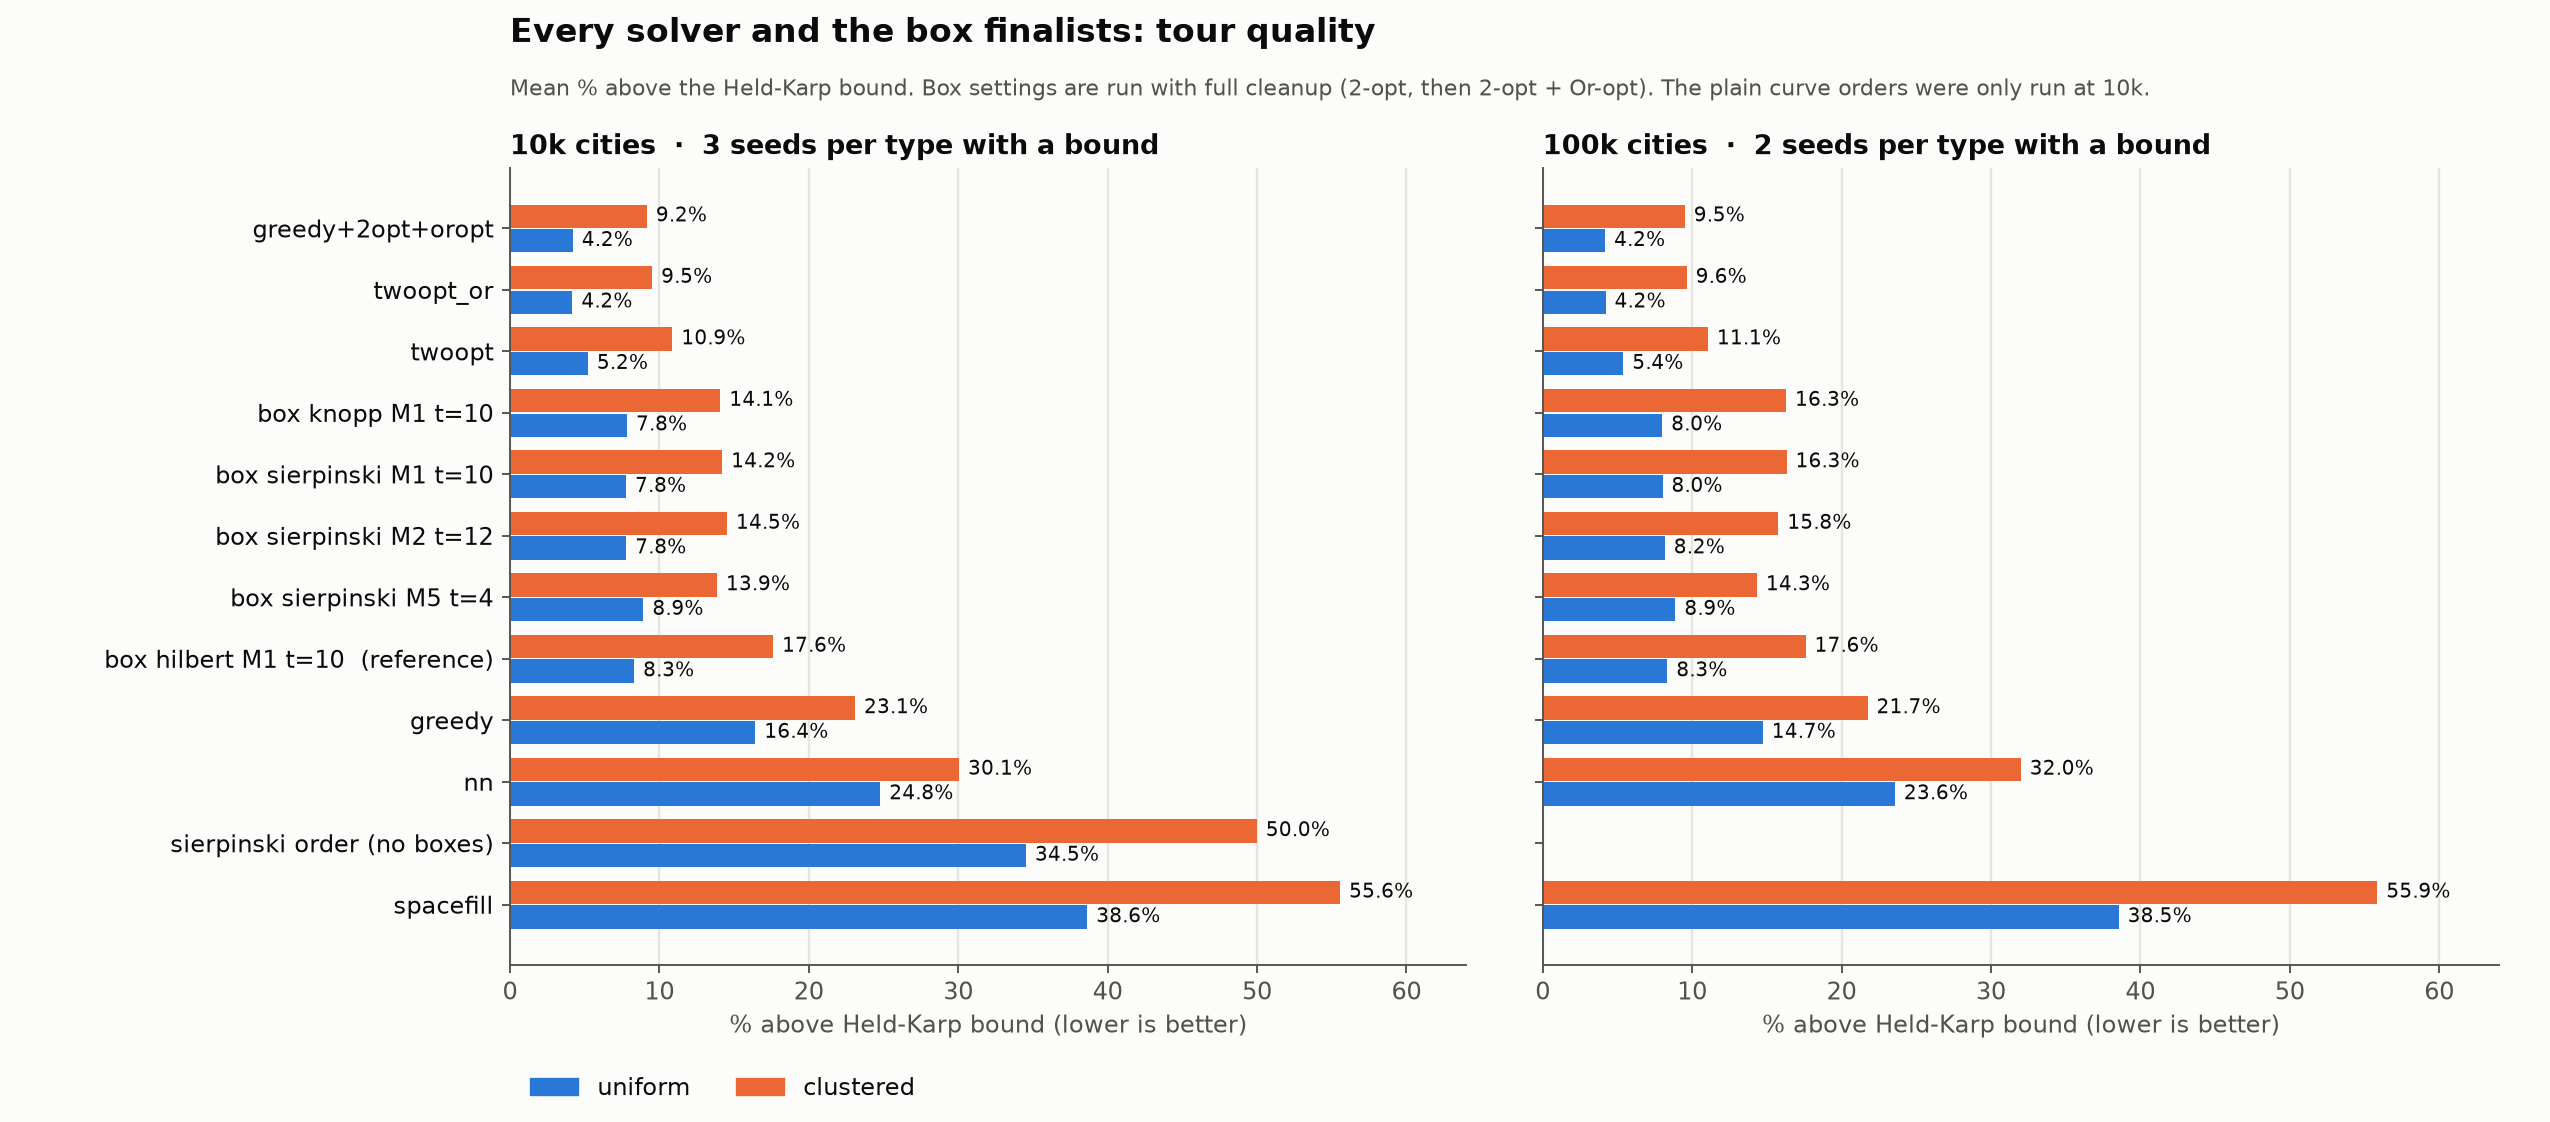 Every solver and the box finalists: tour quality
Mean % above the Held-Karp bound. Box settings are run with full cleanup (2-opt, then 2-opt + Or-opt). The plain curve orders were only run at 10k.
10k cities · 3 seeds per type with a bound
greedy+2opt+oropt
9.2%
4.2%
twoopt_or
9.5%
4.2%
twoopt
10.9%
5.2%
box knopp M1 t=10
14.1%
7.8%
box sierpinski M1 t=10
14.2%
7.8%
box sierpinski M2 t=12
14.5%
7.8%
box sierpinski M5 t=4
13.9%
8.9%
box hilbert M1 t=10 (reference)
17.6%
8.3%
greedy
23.1%
16.4%
nn
30.1%
24.8%
sierpinski order (no boxes)
50.0%
34.5%
spacefill
55.6%
38.6%
0 10 20 30 40 50 60
% above Held-Karp bound (lower is better)
100k cities · 2 seeds per type with a bound
9.5%
4.2%
9.6%
4.2%
11.1%
5.4%
16.3%
8.0%
16.3%
8.0%
15.8%
8.2%
14.3%
8.9%
17.6%
8.3%
21.7%
14.7%
32.0%
23.6%
55.9%
38.5%
0 10 20 30 40 50 60
% above Held-Karp bound (lower is better)
uniform
clustered